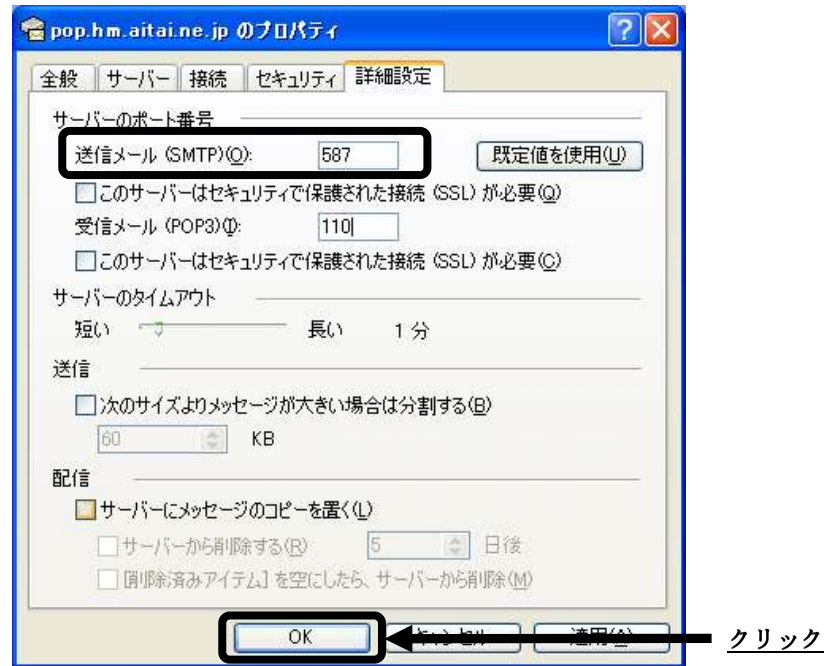 pop.hm.aitai.ne.jp のプロパティ
全般 サーバー 接続 セキュリティ 詳細設定
サーバーのポート番号
送信メール (SMTP)(O): 587 既定値を使用(U)
このサーバーはセキュリティで保護された接続 (SSL) が必要(Q)
受信メール (POP3)(I): 110
このサーバーはセキュリティで保護された接続 (SSL) が必要(C)
サーバーのタイムアウト
短い 長い 1 分
送信
次のサイズよりメッセージが大きい場合は分割する(B)
60 KB
配信
サーバーにメッセージのコピーを置く(L)
サーバーから削除する(R) 5 日後
[削除済みアイテム] を空にしたら、サーバーから削除(M)
OK キャンセル 適用(A) クリック